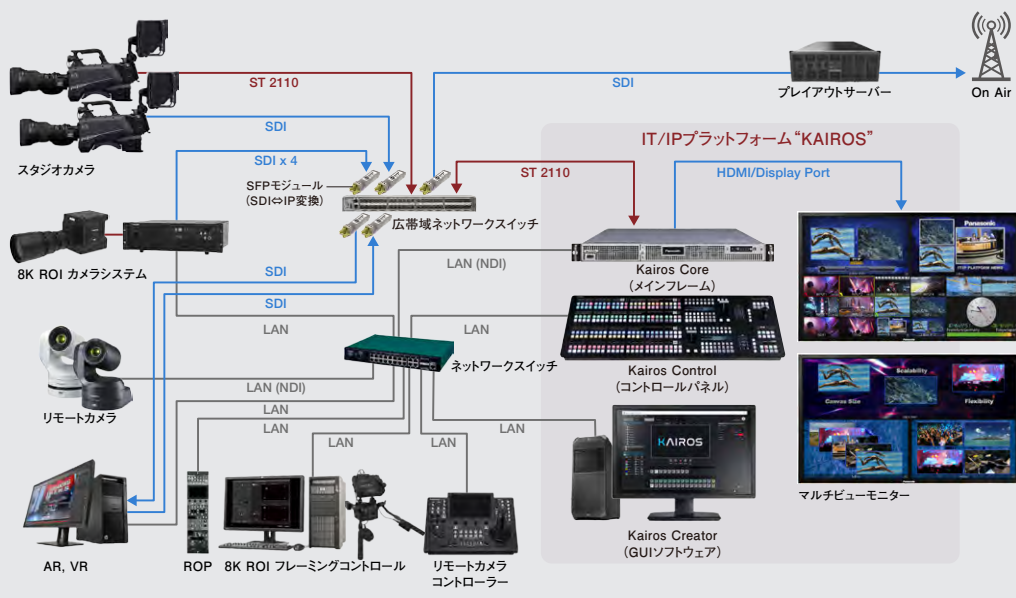 ST 2110
SDI
プレイアウトサーバー
On Air
SDI
スタジオカメラ
SDI x 4
IT/IPプラットフォーム“KAIROS”
SFPモジュール
(SDI⇔IP変換)
ST 2110
HDMI/Display Port
広帯域ネットワークスイッチ
Panasonic
8K ROI カメラシステム
SDI
LAN (NDI)
Kairos Core
(メインフレーム)
SDI
LAN
LAN
ネットワークスイッチ
Kairos Control
(コントロールパネル)
Scalability
Canvas Size
Flexibility
LAN (NDI)
リモートカメラ
LAN
LAN
LAN
LAN
LAN
KAIROS
マルチビューモニター
Kairos Creator
(GUIソフトウェア)
AR, VR
ROP
8K ROI フレーミングコントロール
リモートカメラ
コントローラー